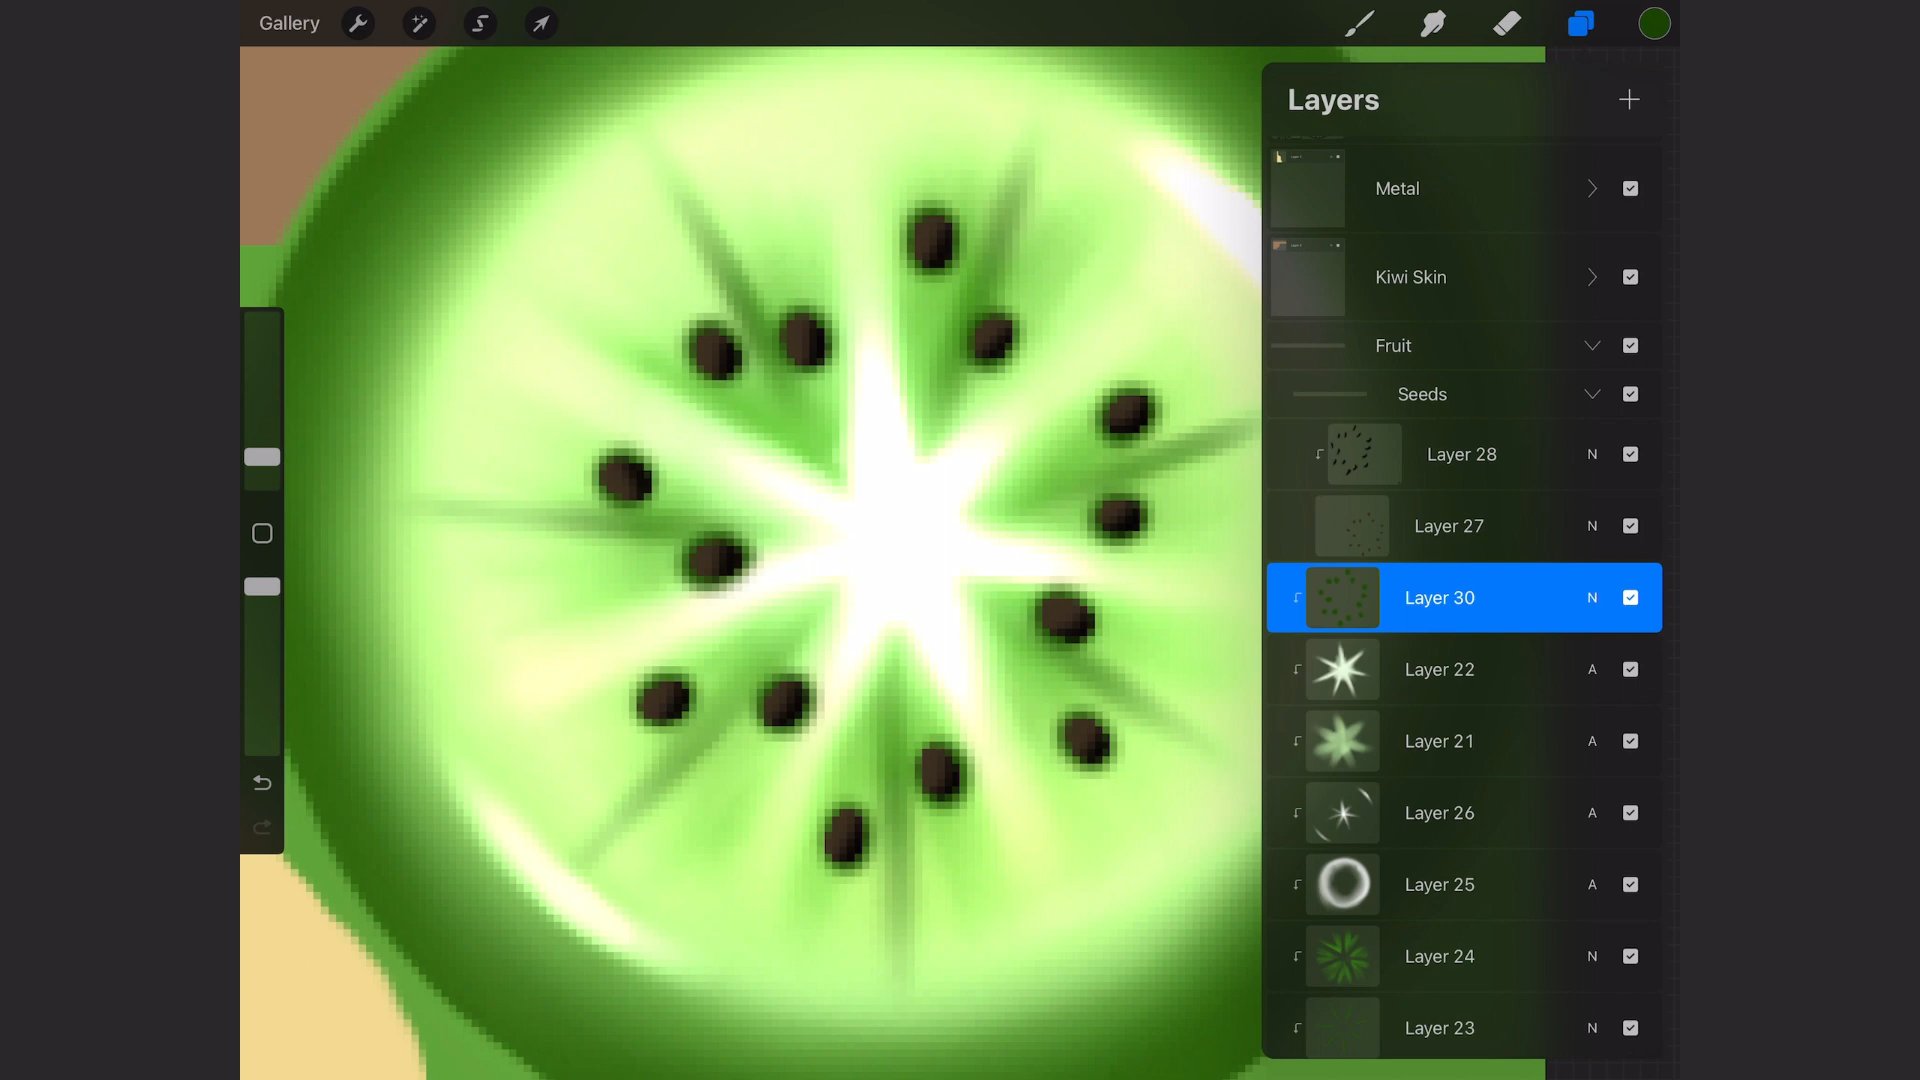 Gallery
Layers
Metal
Kiwi Skin
Fruit
Seeds
Layer 28 N
Layer 27 N
Layer 30 N
Layer 22 A
Layer 21 A
Layer 26 A
Layer 25 A
Layer 24 N
Layer 23 N